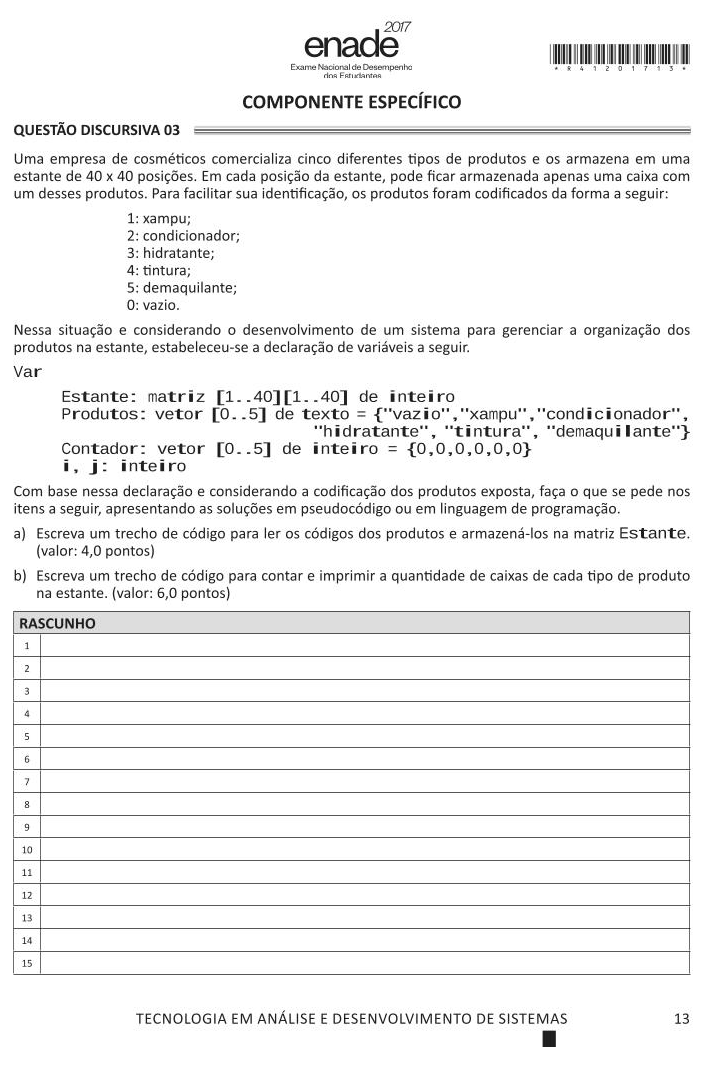 enade 2017
Exame Nacional de Desempenho
dos Estudantes
* R 4 1 2 0 1 7 1 3 *
COMPONENTE ESPECÍFICO
QUESTÃO DISCURSIVA 03
Uma empresa de cosméticos comercializa cinco diferentes tipos de produtos e os armazena em uma
estante de 40 x 40 posições. Em cada posição da estante, pode ficar armazenada apenas uma caixa com
um desses produtos. Para facilitar sua identificação, os produtos foram codificados da forma a seguir:
1: xampu;
2: condicionador;
3: hidratante;
4: tintura;
5: demaquilante;
0: vazio.
Nessa situação e considerando o desenvolvimento de um sistema para gerenciar a organização dos
produtos na estante, estabeleceu-se a declaração de variáveis a seguir.
Var
Estante: matriz [1..40][1..40] de inteiro
Produtos: vetor [0..5] de texto = {"vazio","xampu","condicionador",
"hidratante", "tintura", "demaquilante"}
Contador: vetor [0..5] de inteiro = {0,0,0,0,0,0}
i, j: inteiro
Com base nessa declaração e considerando a codificação dos produtos exposta, faça o que se pede nos
itens a seguir, apresentando as soluções em pseudocódigo ou em linguagem de programação.
a) Escreva um trecho de código para ler os códigos dos produtos e armazená-los na matriz Estante.
(valor: 4,0 pontos)
b) Escreva um trecho de código para contar e imprimir a quantidade de caixas de cada tipo de produto
na estante. (valor: 6,0 pontos)
RASCUNHO
1
2
3
4
5
6
7
8
9
10
11
12
13
14
15
TECNOLOGIA EM ANÁLISE E DESENVOLVIMENTO DE SISTEMAS 13